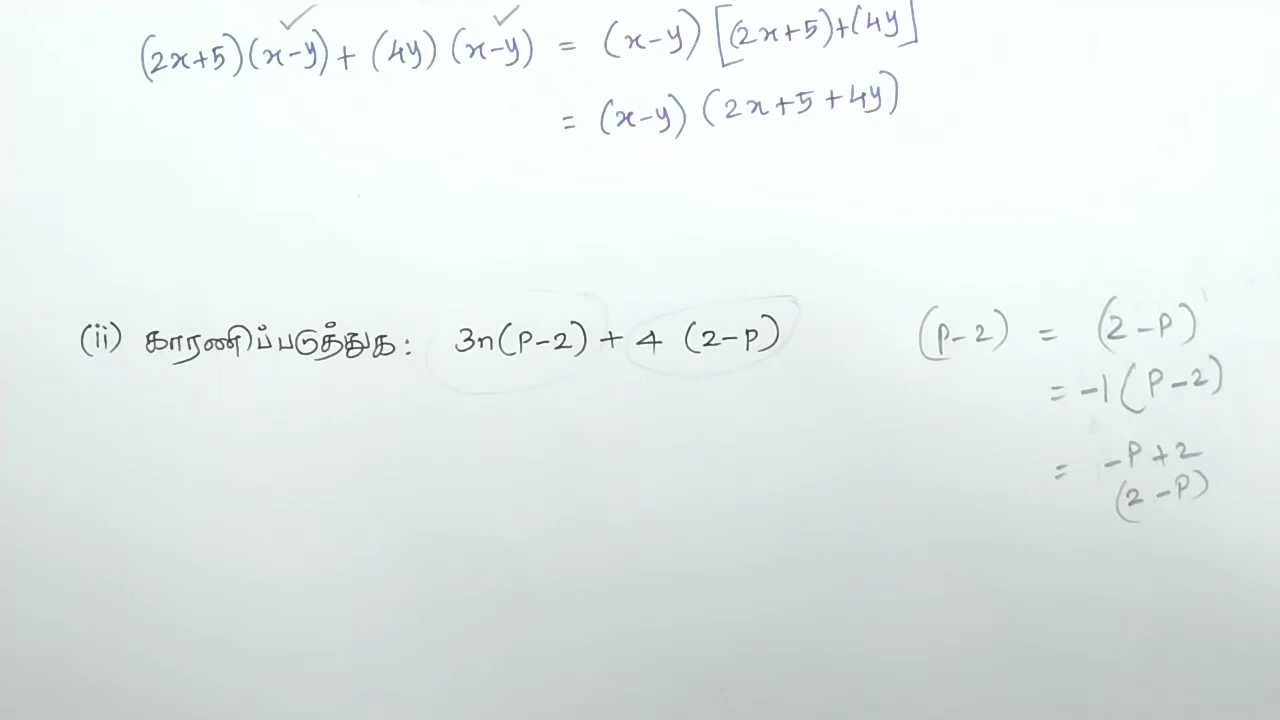 (2x+5)(x-y)+(4y)(x-y) = (x-y)[(2x+5)+(4y]
= (x-y)(2x+5+4y)
(ii) காரணிப்படுத்துக: 3n(P-2)+4(2-P)
(P-2) = (2-P)
= -1(P-2)
= -P+2
(2-P)